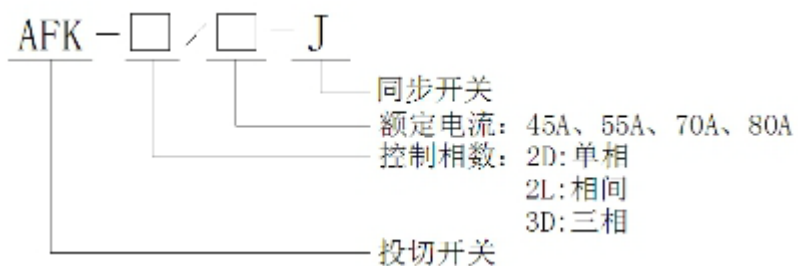 AFK-□/□-J
同步开关
额定电流：45A、55A、70A、80A
控制相数：2D:单相
2L:相间
3D:三相
投切开关